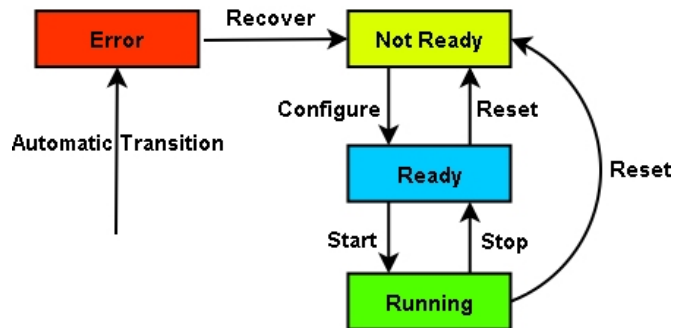 Recover
Error
Not Ready
Configure
Reset
Automatic Transition
Ready
Reset
Start
Stop
Running